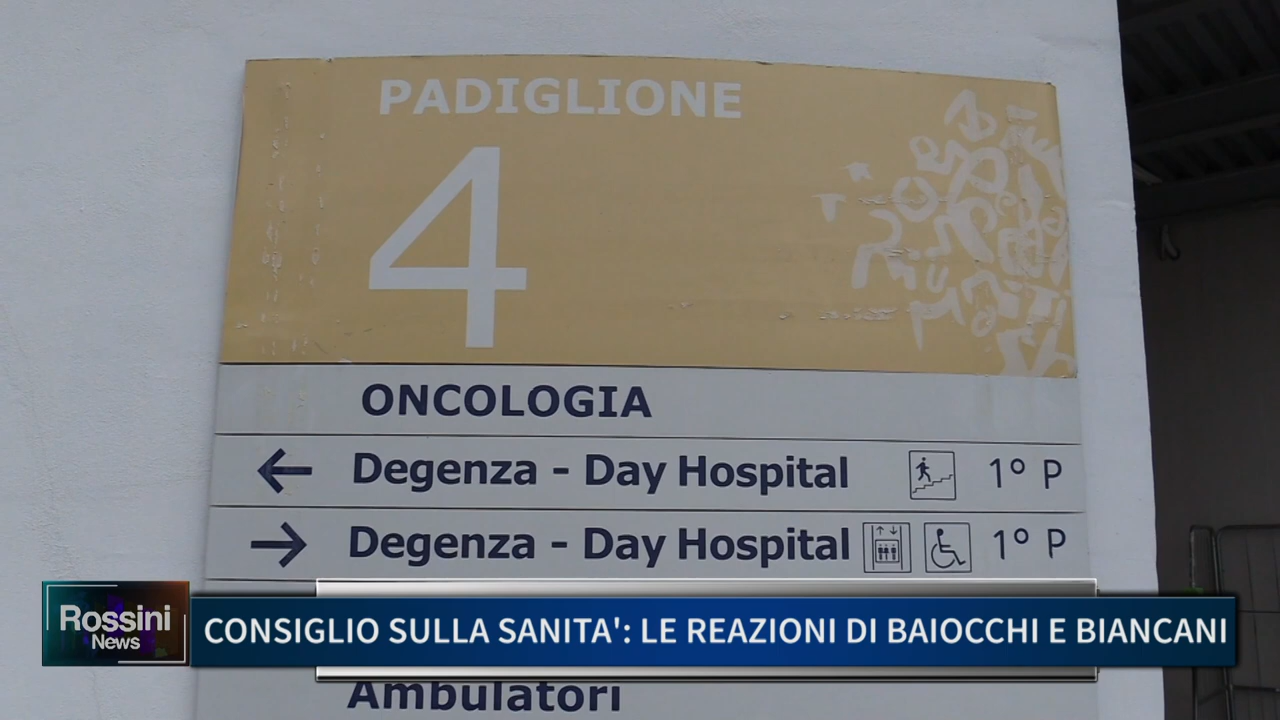 PADIGLIONE
4
ONCOLOGIA
Degenza - Day Hospital 1° P
Degenza - Day Hospital 1° P
Rossini
News
CONSIGLIO SULLA SANITA': LE REAZIONI DI BAIOCCHI E BIANCANI
Ambulatori